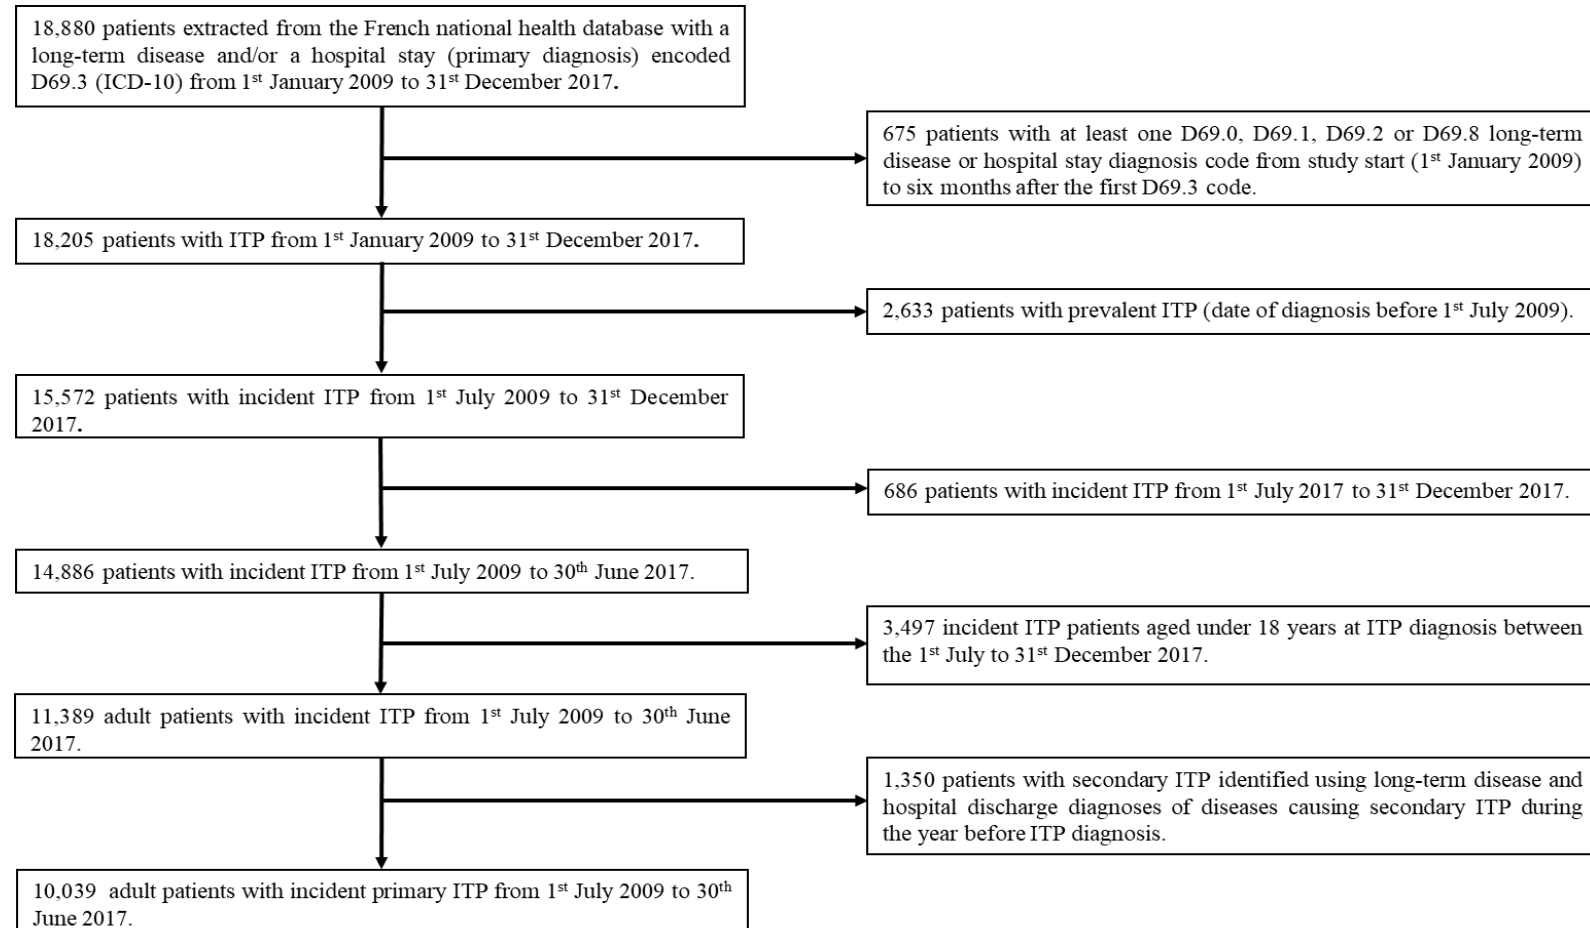 18,880 patients extracted from the French national health database with a
long-term disease and/or a hospital stay (primary diagnosis) encoded
D69.3 (ICD-10) from 1st January 2009 to 31st December 2017.
675 patients with at least one D69.0, D69.1, D69.2 or D69.8 long-term
disease or hospital stay diagnosis code from study start (1st January 2009)
to six months after the first D69.3 code.
18,205 patients with ITP from 1st January 2009 to 31st December 2017.
2,633 patients with prevalent ITP (date of diagnosis before 1st July 2009).
15,572 patients with incident ITP from 1st July 2009 to 31st December
2017.
686 patients with incident ITP from 1st July 2017 to 31st December 2017.
14,886 patients with incident ITP from 1st July 2009 to 30th June 2017.
3,497 incident ITP patients aged under 18 years at ITP diagnosis between
the 1st July to 31st December 2017.
11,389 adult patients with incident ITP from 1st July 2009 to 30th June
2017.
1,350 patients with secondary ITP identified using long-term disease and
hospital discharge diagnoses of diseases causing secondary ITP during
the year before ITP diagnosis.
10,039 adult patients with incident primary ITP from 1st July 2009 to 30th
June 2017.